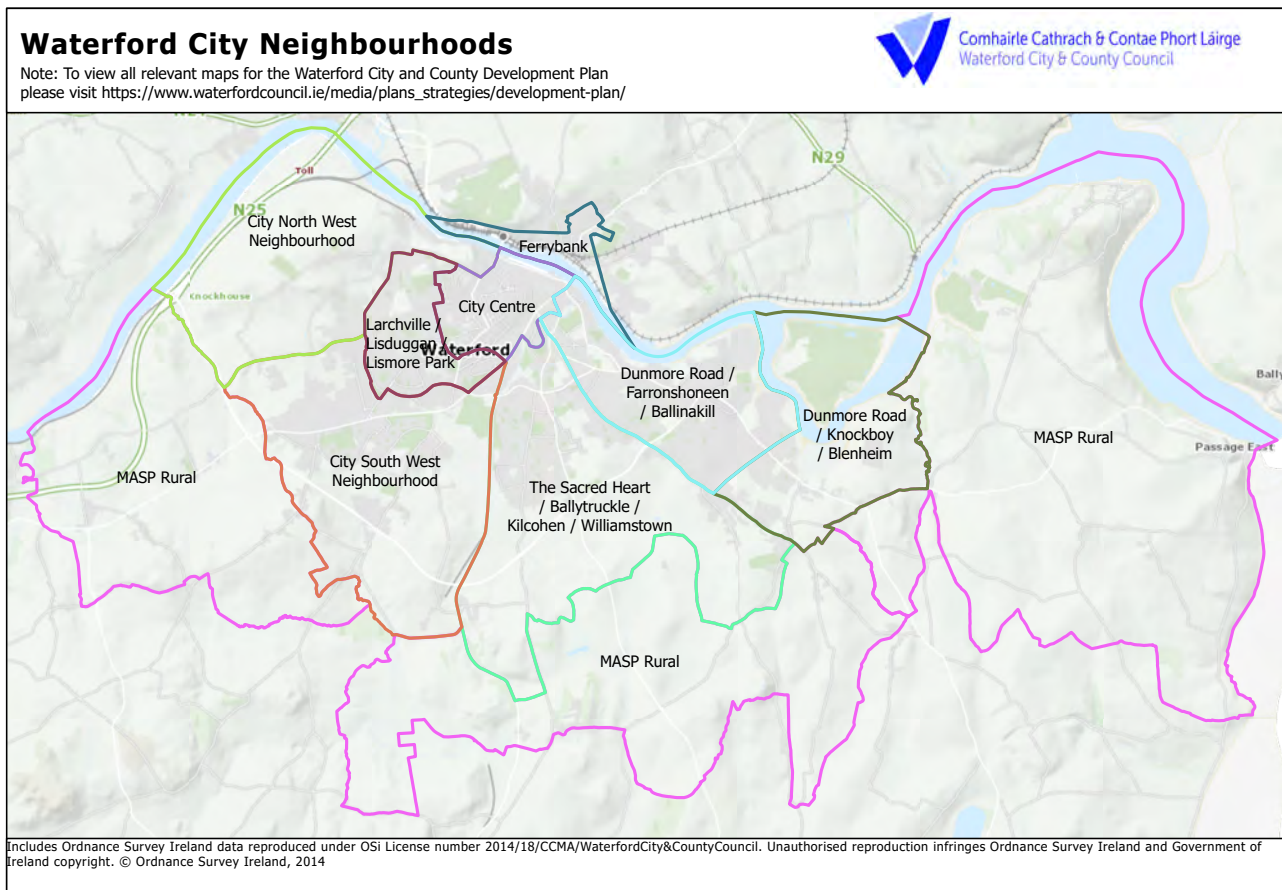 Waterford City Neighbourhoods
Note: To view all relevant maps for the Waterford City and County Development Plan
please visit https://www.waterfordcouncil.ie/media/plans_strategies/development-plan/
Comhairle Cathrach & Contae Phort Láirge
Waterford City & County Council
Toll
N29
N25
City North West
Neighbourhood
Ferrybank
Knockhouse
City Centre
Larchville /
Lisduggan /
Lismore Park
Waterford
Dunmore Road /
Farronshoneen
/ Ballinakill
Dunmore Road
/ Knockboy
/ Blenheim
Bally
MASP Rural
Passage East
MASP Rural
City South West
Neighbourhood
The Sacred Heart
/ Ballytruckle /
Kilcohen / Williamstown
MASP Rural
Includes Ordnance Survey Ireland data reproduced under OSi License number 2014/18/CCMA/WaterfordCity&CountyCouncil. Unauthorised reproduction infringes Ordnance Survey Ireland and Government of
Ireland copyright. © Ordnance Survey Ireland, 2014